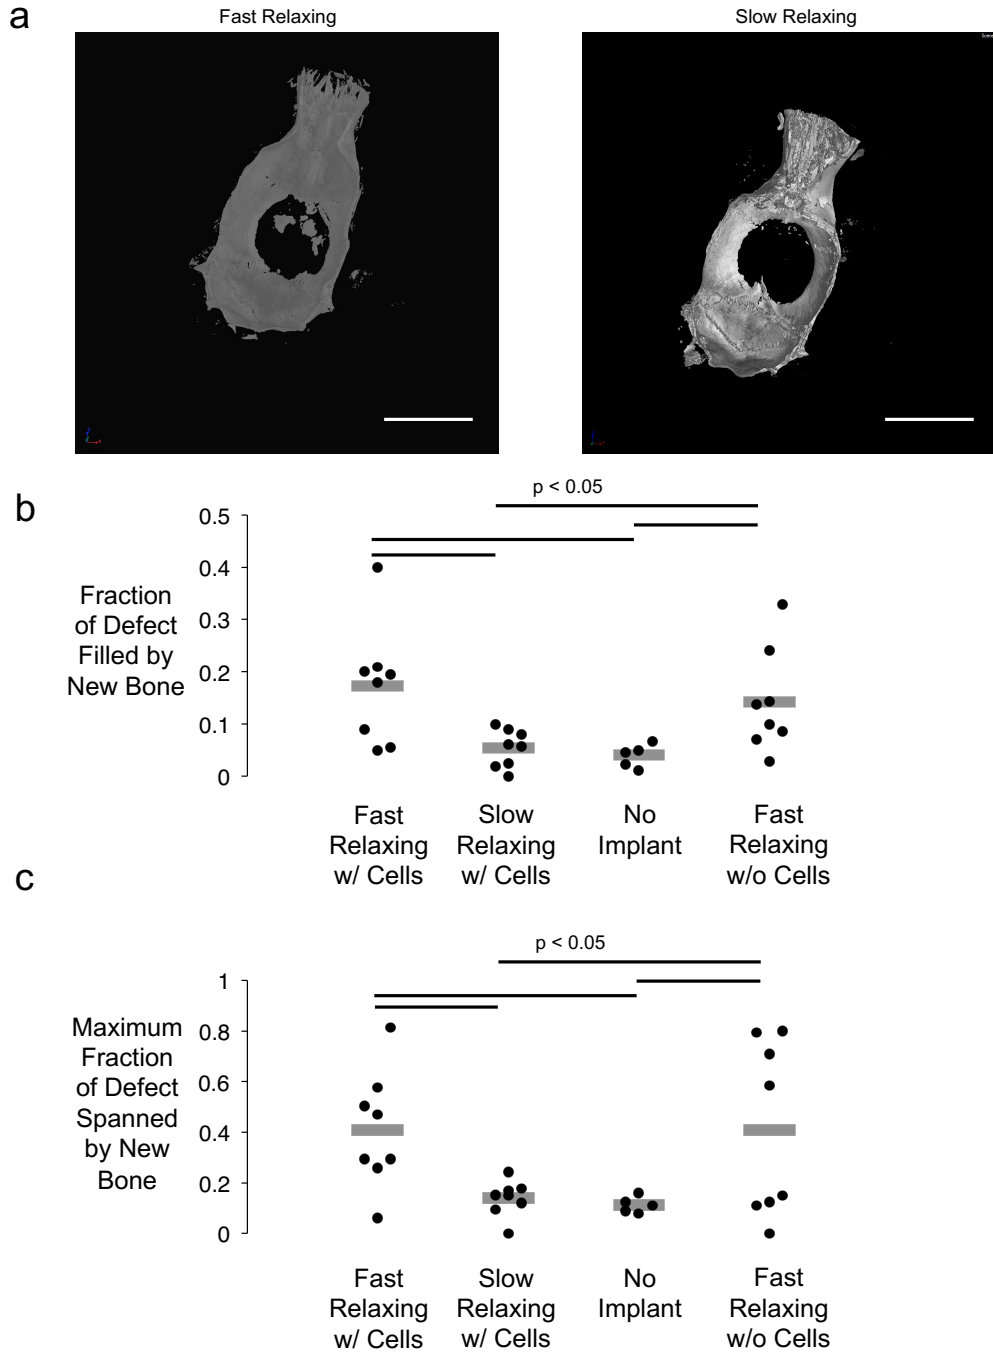 a
Fast Relaxing
Slow Relaxing
b
p < 0.05
0.5
0.4
0.3
0.2
0.1
0
Fraction
of Defect
Filled by
New Bone
Fast
Relaxing
w/ Cells
Slow
Relaxing
w/ Cells
No
Implant
Fast
Relaxing
w/o Cells
c
p < 0.05
1
0.8
0.6
0.4
0.2
0
Maximum
Fraction
of Defect
Spanned
by New
Bone
Fast
Relaxing
w/ Cells
Slow
Relaxing
w/ Cells
No
Implant
Fast
Relaxing
w/o Cells